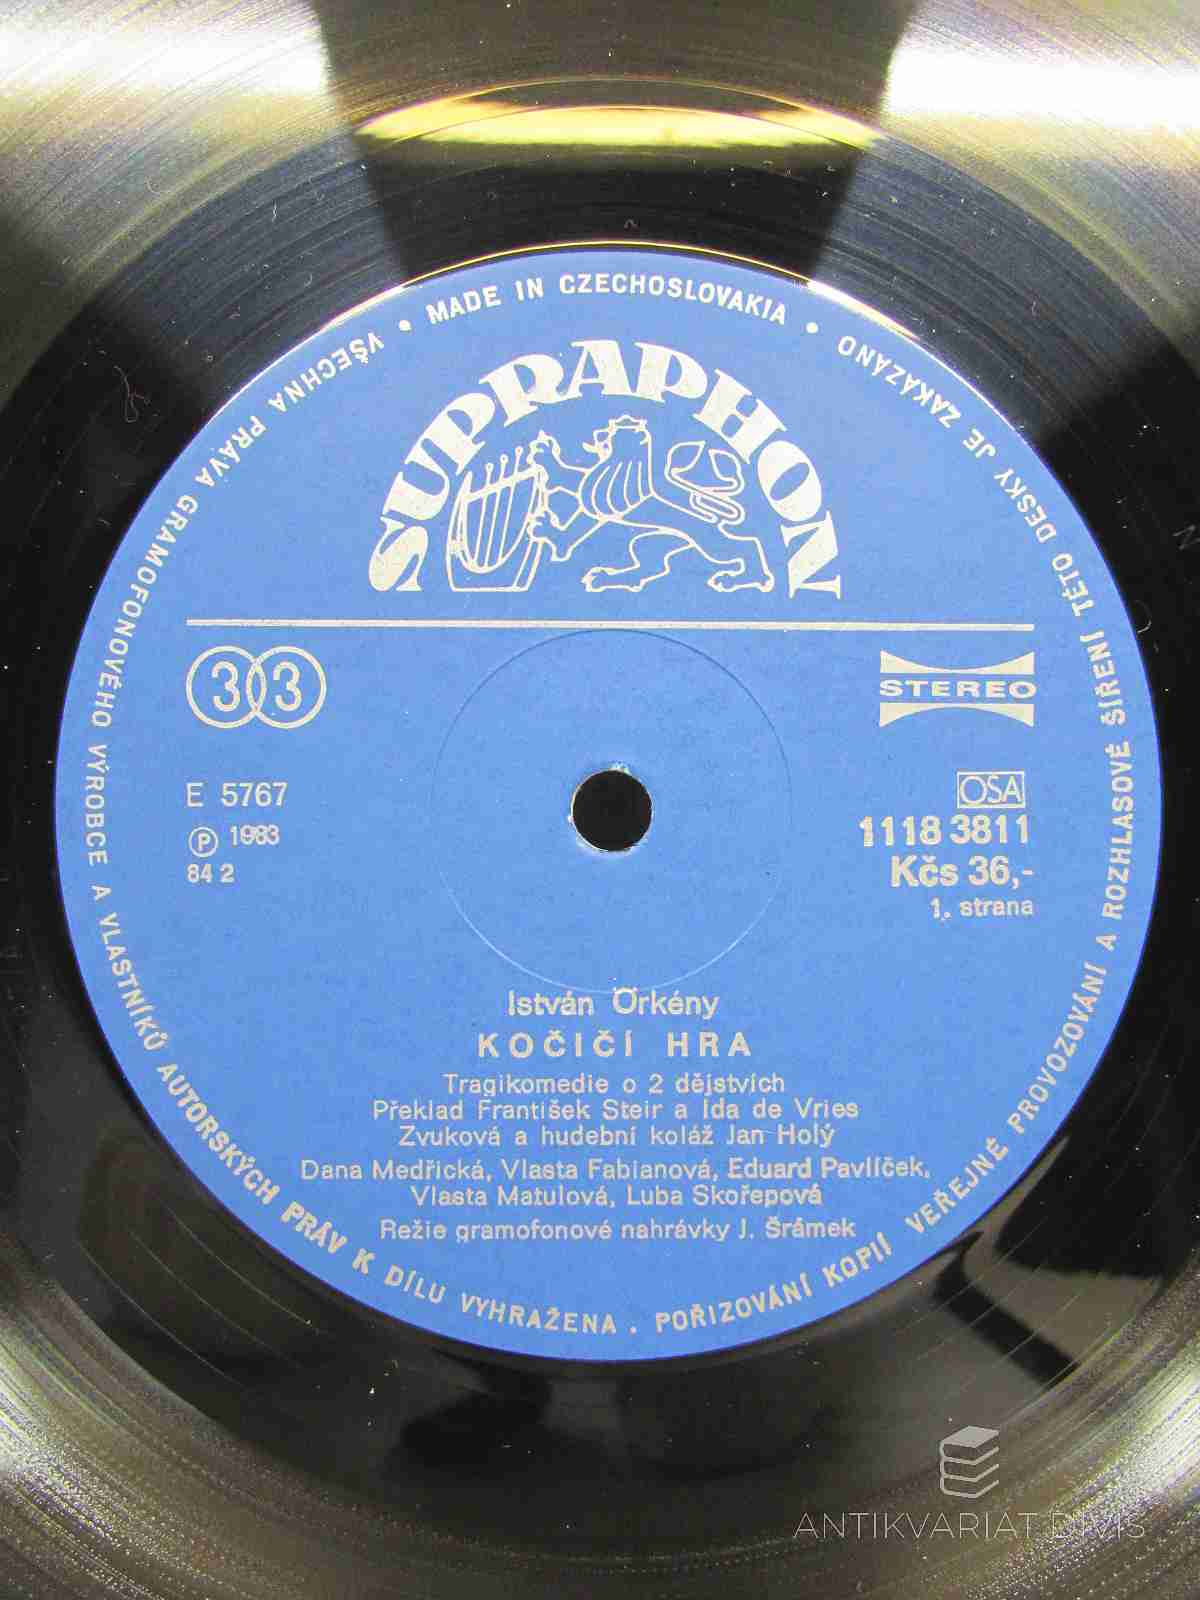 MADE IN CZECHOSLOVAKIA
VŠECHNA PRÁVA GRAMOFONOVÉHO VÝROBCE A VLASTNÍKŮ AUTORSKÝCH PRÁV K DÍLU VYHRAŽENA . POŘIZOVÁNÍ KOPIÍ VEŘEJNÉ PROVOZOVÁNÍ A ROZHLASOVÉ ŠÍŘENÍ TÉTO DESKY JE ZAKÁZÁNO
SUPRAPHON
33
STEREO
E 5767
℗ 1983
84 2
OSA
1118 3811
Kčs 36,-
1. strana
István Örkény
KOČIČÍ HRA
Tragikomedie o 2 dějstvích
Překlad František Steir a Ida de Vries
Zvuková a hudební koláž Jan Holý
Dana Medřická, Vlasta Fabianová, Eduard Pavlíček,
Vlasta Matulová, Luba Skořepová
Režie gramofonové nahrávky J. Šrámek
ANTIKVARIAT DIVIS